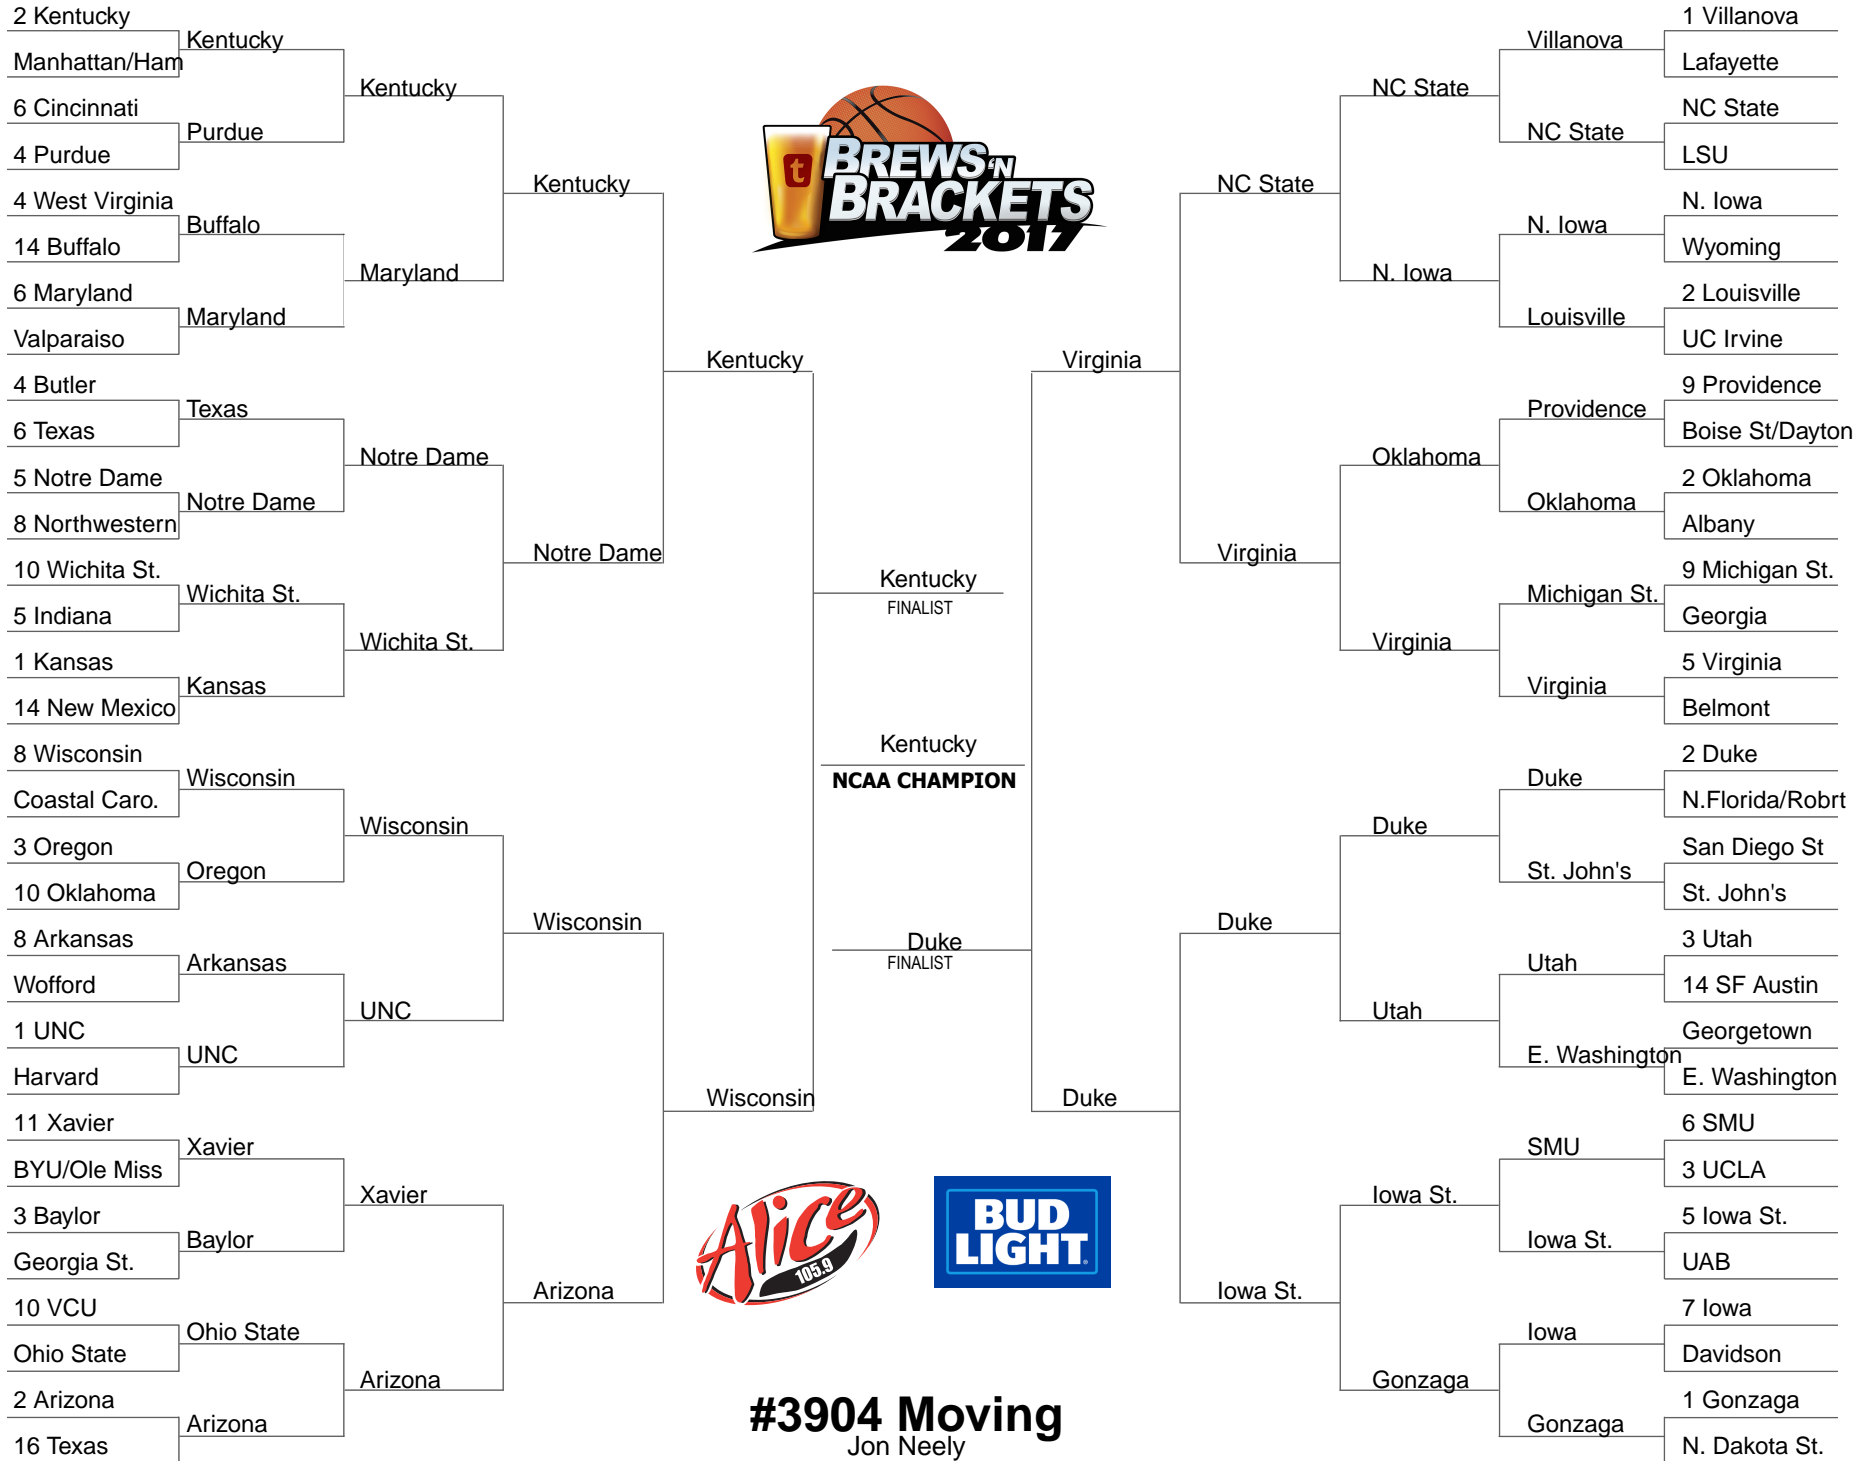 2 Kentucky
Manhattan/Ham
6 Cincinnati
4 Purdue
4 West Virginia
14 Buffalo
6 Maryland
Valparaiso
4 Butler
6 Texas
5 Notre Dame
8 Northwestern
10 Wichita St.
5 Indiana
1 Kansas
14 New Mexico
8 Wisconsin
Coastal Caro.
3 Oregon
10 Oklahoma
8 Arkansas
Wofford
1 UNC
Harvard
11 Xavier
BYU/Ole Miss
3 Baylor
Georgia St.
10 VCU
Ohio State
2 Arizona
16 Texas
Kentucky
Purdue
Buffalo
Maryland
Texas
Notre Dame
Wichita St.
Kansas
Wisconsin
Oregon
Arkansas
UNC
Xavier
Baylor
Ohio State
Arizona
Kentucky
Maryland
Notre Dame
Wichita St.
Wisconsin
UNC
Xavier
Arizona
Kentucky
Notre Dame
Wisconsin
Arizona
Kentucky
Wisconsin
t
BREWS 'N
BRACKETS
2017
Kentucky
FINALIST
Kentucky
NCAA CHAMPION
Duke
FINALIST
Alice
105.9
BUD
LIGHT
#3904 Moving
Jon Neely
Virginia
Duke
NC State
Virginia
Duke
Iowa St.
NC State
N. Iowa
Oklahoma
Virginia
Duke
Utah
Iowa St.
Gonzaga
Villanova
NC State
N. Iowa
Louisville
Providence
Oklahoma
Michigan St.
Virginia
Duke
St. John's
Utah
E. Washington
SMU
Iowa St.
Iowa
Gonzaga
1 Villanova
Lafayette
NC State
LSU
N. Iowa
Wyoming
2 Louisville
UC Irvine
9 Providence
Boise St/Dayton
2 Oklahoma
Albany
9 Michigan St.
Georgia
5 Virginia
Belmont
2 Duke
N.Florida/Robrt
San Diego St
St. John's
3 Utah
14 SF Austin
Georgetown
E. Washington
6 SMU
3 UCLA
5 Iowa St.
UAB
7 Iowa
Davidson
1 Gonzaga
N. Dakota St.